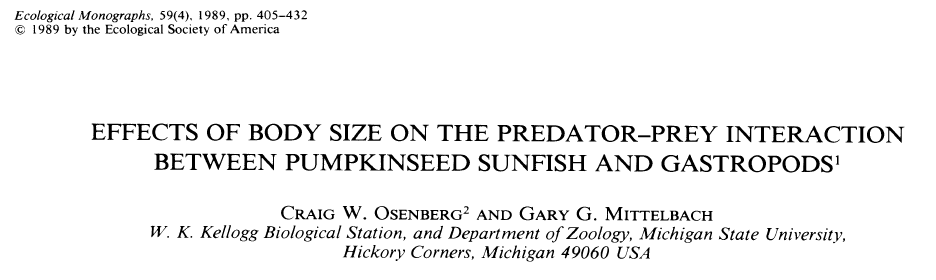 Ecological Monographs, 59(4), 1989, pp. 405–432
© 1989 by the Ecological Society of America
EFFECTS OF BODY SIZE ON THE PREDATOR–PREY INTERACTION
BETWEEN PUMPKINSEED SUNFISH AND GASTROPODS¹
CRAIG W. OSENBERG² AND GARY G. MITTELBACH
W. K. Kellogg Biological Station, and Department of Zoology, Michigan State University,
Hickory Corners, Michigan 49060 USA